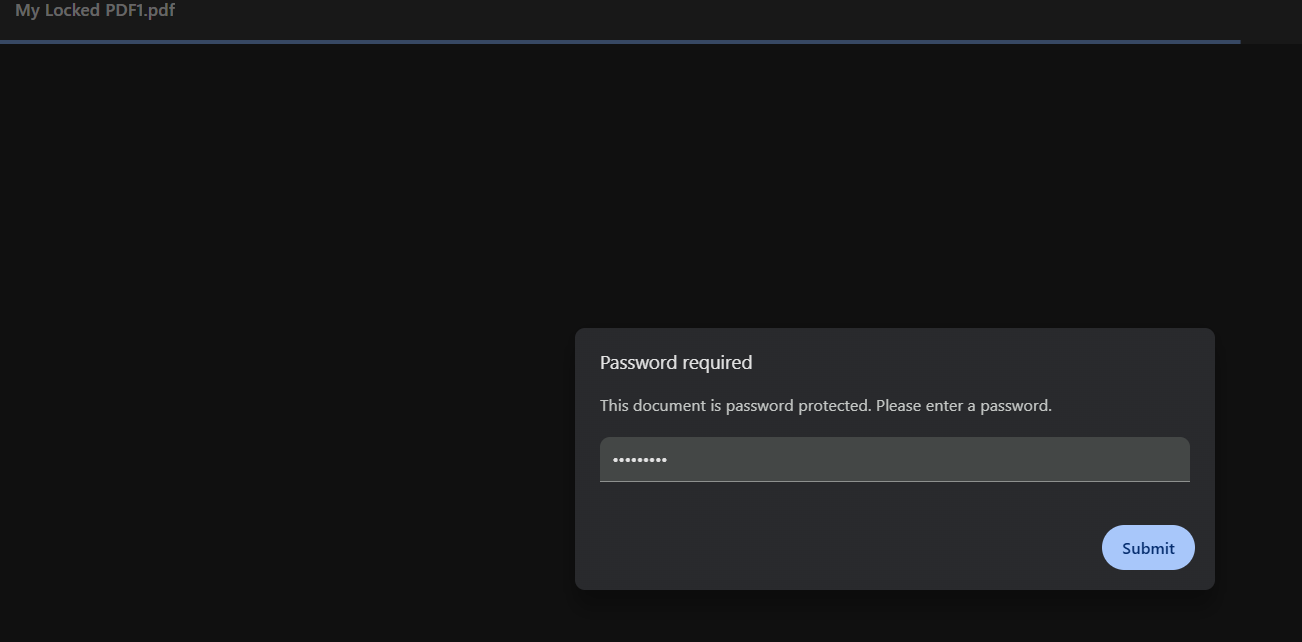 My Locked PDF1.pdf
Password required
This document is password protected. Please enter a password.
•••••••••
Submit